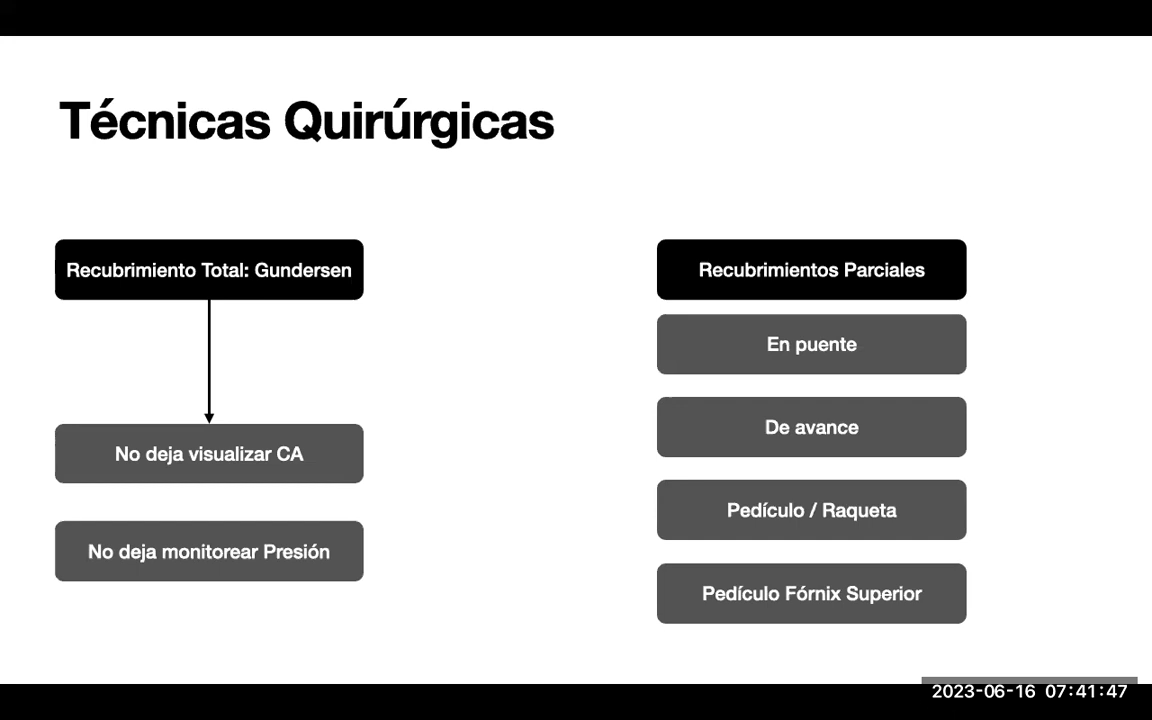 Técnicas Quirúrgicas
Recubrimiento Total: Gundersen
No deja visualizar CA
No deja monitorear Presión
Recubrimientos Parciales
En puente
De avance
Pedículo / Raqueta
Pedículo Fórnix Superior
2023-06-16 07:41:47